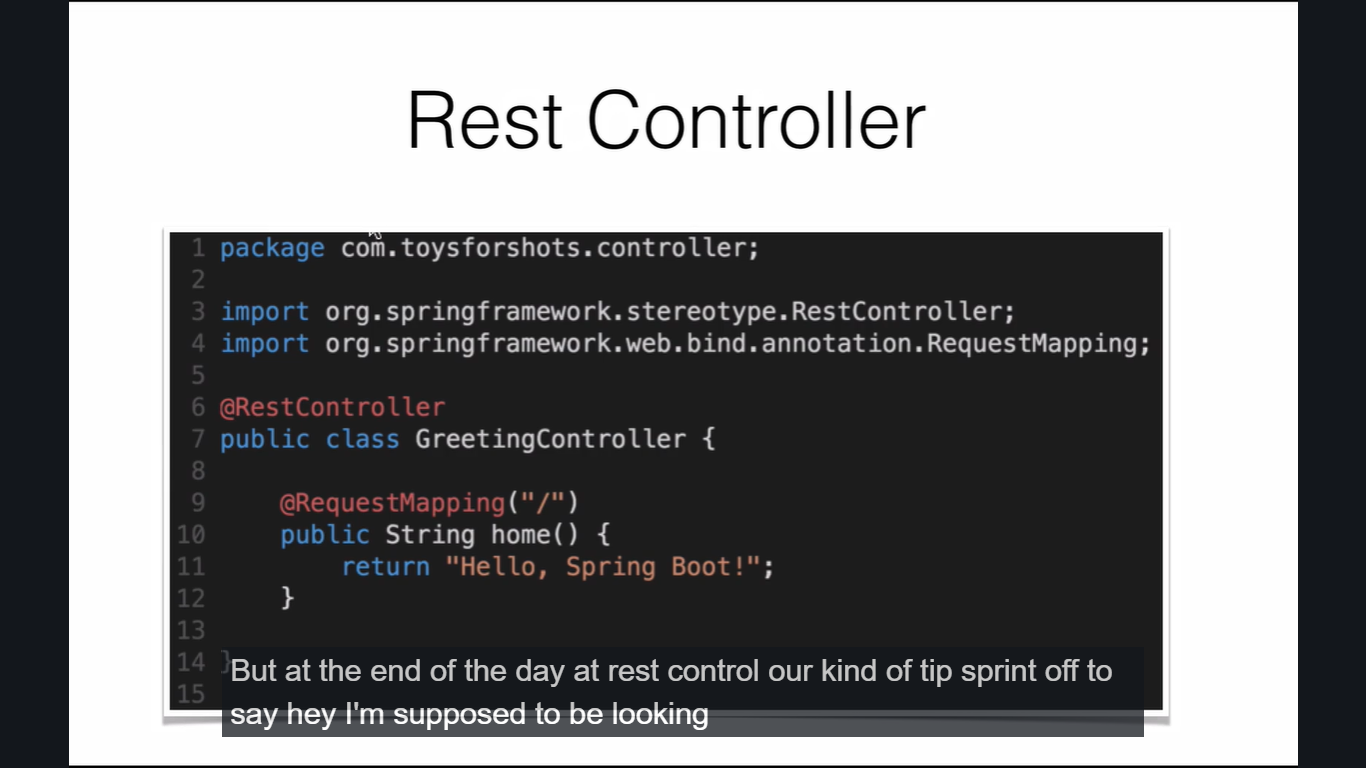 Rest Controller
1 package com.toysforshots.controller;
2
3 import org.springframework.stereotype.RestController;
4 import org.springframework.web.bind.annotation.RequestMapping;
5
6 @RestController
7 public class GreetingController {
8
9 @RequestMapping("/")
10 public String home() {
11 return "Hello, Spring Boot!";
12 }
13
14 }
15
But at the end of the day at rest control our kind of tip sprint off to
say hey I'm supposed to be looking